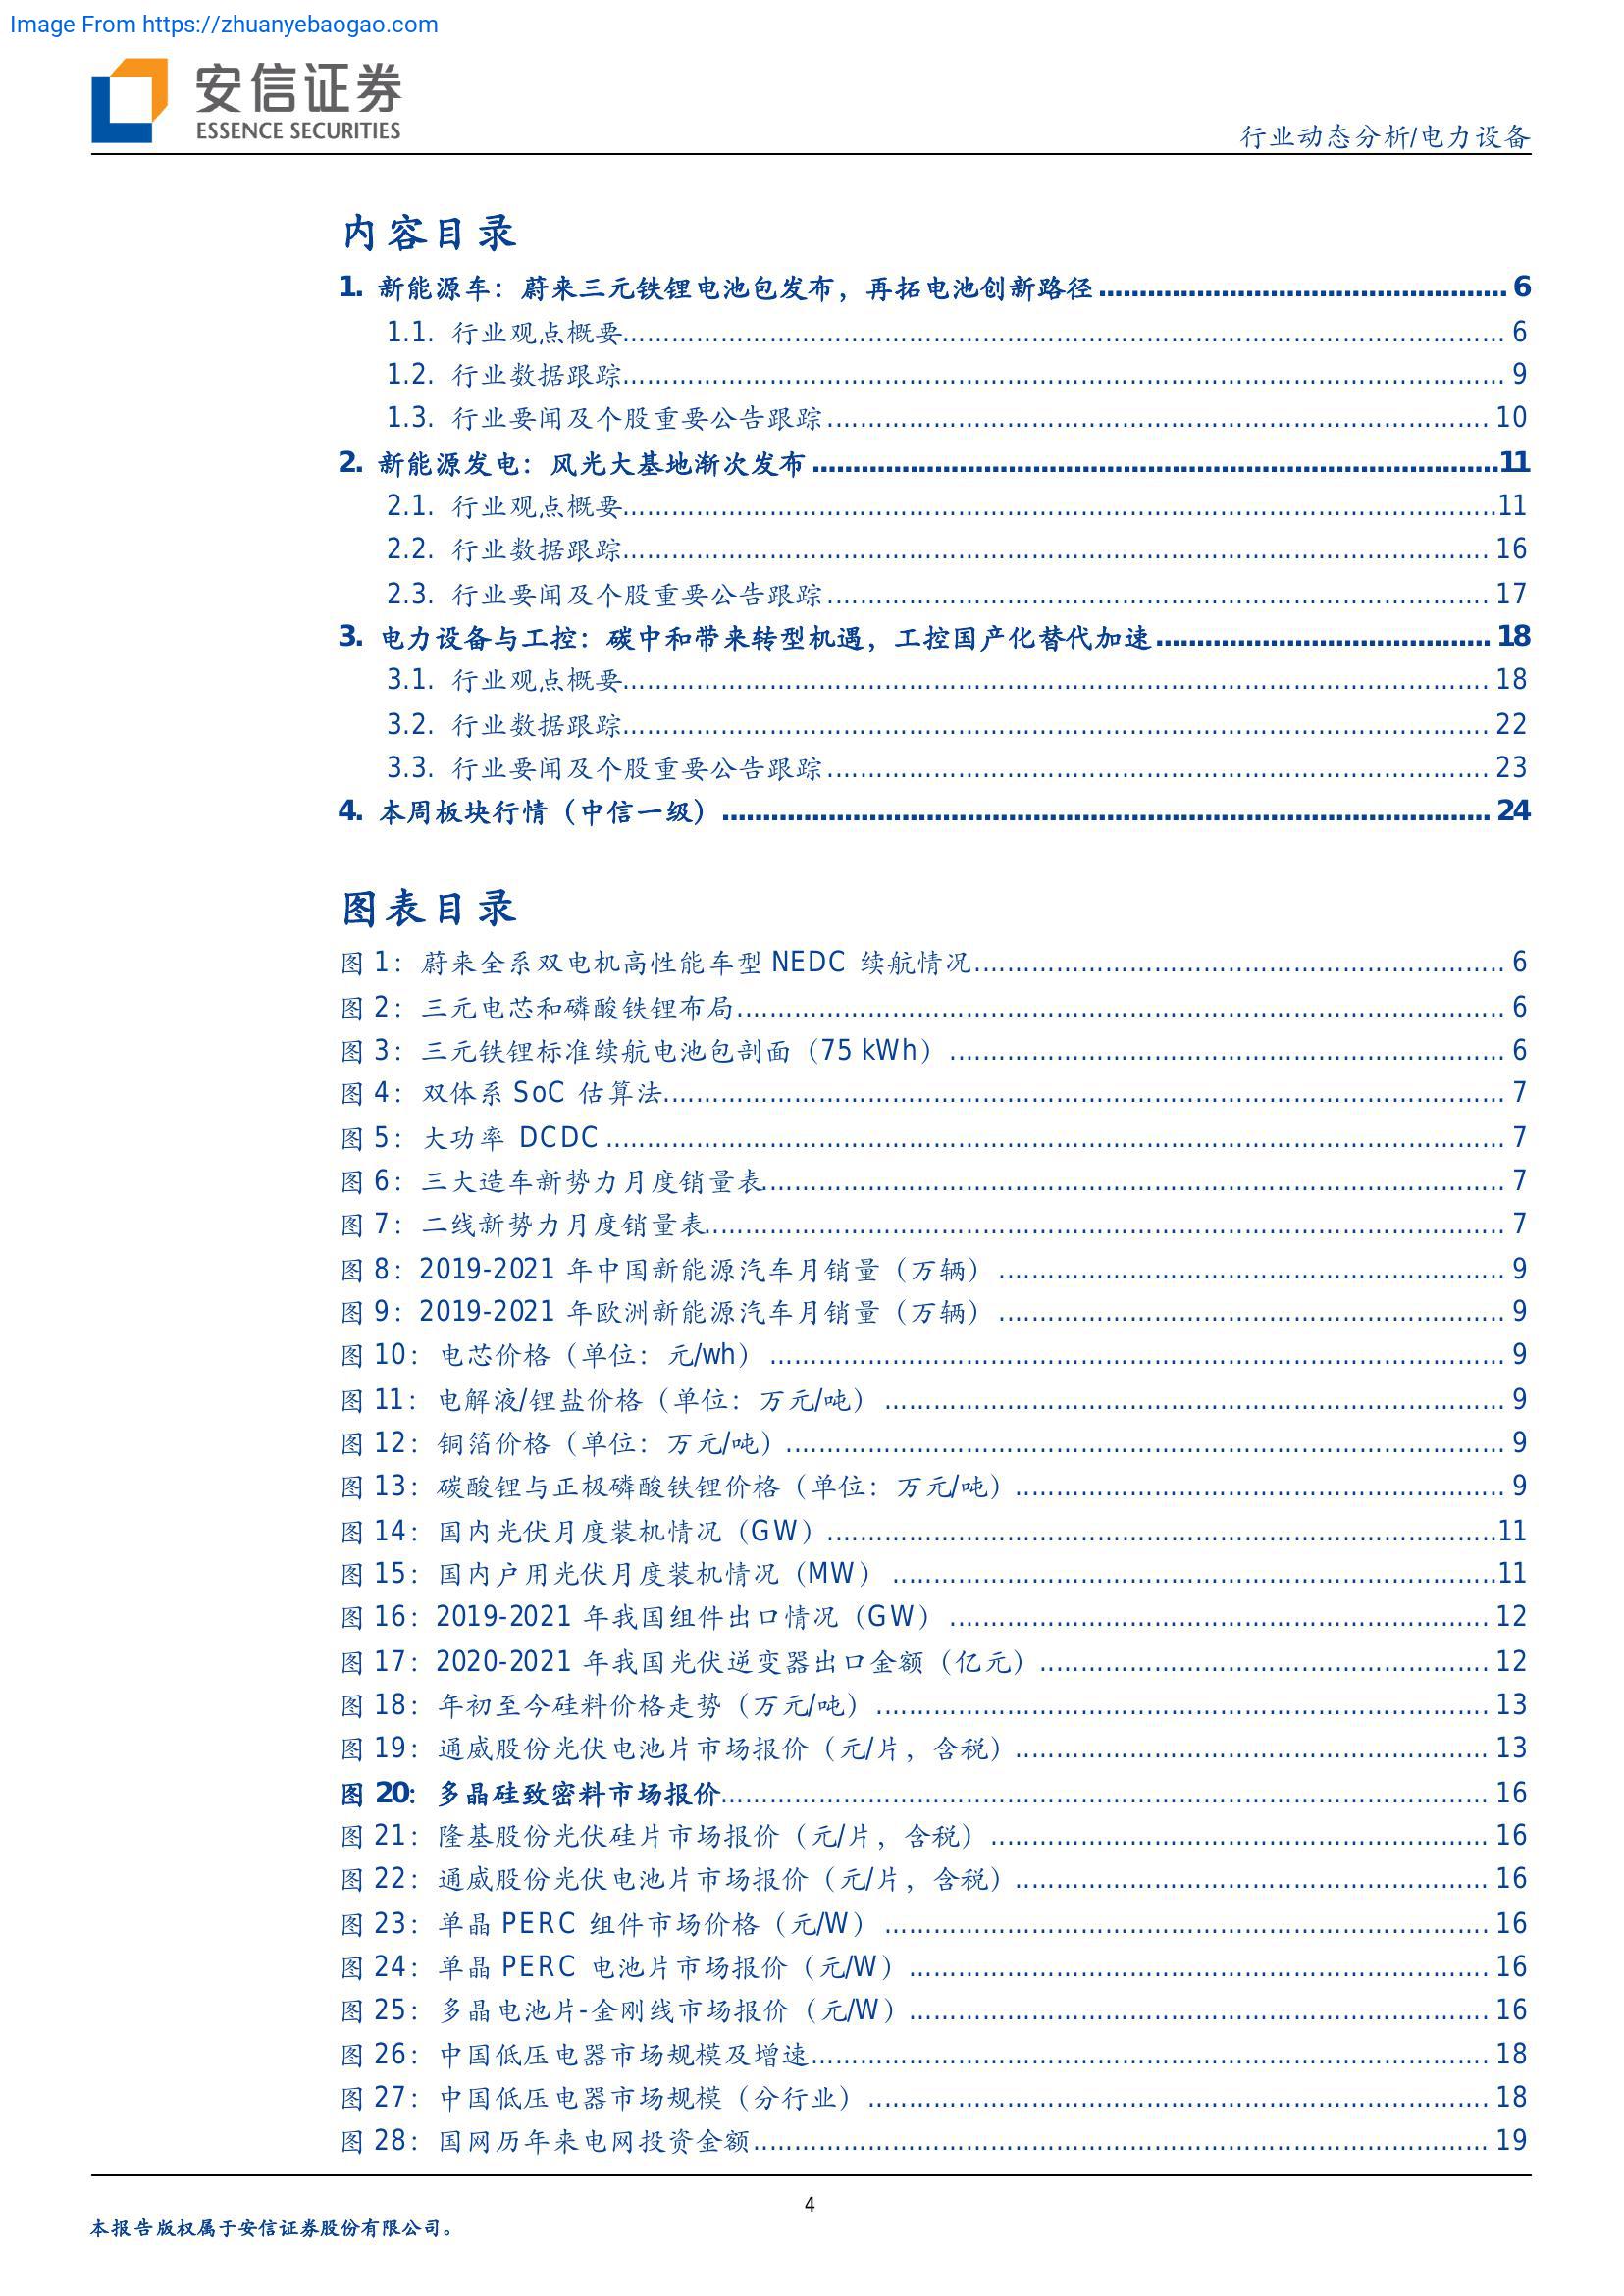 Image From https://zhuanyebaogao.com
安信证券
ESSENCE SECURITIES
行业动态分析/电力设备
内容目录
1. 新能源车：蔚来三元铁锂电池包发布，再拓电池创新路径 6
1.1. 行业观点概要 6
1.2. 行业数据跟踪 9
1.3. 行业要闻及个股重要公告跟踪 10
2. 新能源发电：风光大基地渐次发布 11
2.1. 行业观点概要 11
2.2. 行业数据跟踪 16
2.3. 行业要闻及个股重要公告跟踪 17
3. 电力设备与工控：碳中和带来转型机遇，工控国产化替代加速 18
3.1. 行业观点概要 18
3.2. 行业数据跟踪 22
3.3. 行业要闻及个股重要公告跟踪 23
4. 本周板块行情（中信一级） 24
图表目录
图 1：蔚来全系双电机高性能车型 NEDC 续航情况 6
图 2：三元电芯和磷酸铁锂布局 6
图 3：三元铁锂标准续航电池包剖面（75 kWh） 6
图 4：双体系 SoC 估算法 7
图 5：大功率 DCDC 7
图 6：三大造车新势力月度销量表 7
图 7：二线新势力月度销量表 7
图 8：2019-2021 年中国新能源汽车月销量（万辆） 9
图 9：2019-2021 年欧洲新能源汽车月销量（万辆） 9
图 10：电芯价格（单位：元/wh） 9
图 11：电解液/锂盐价格（单位：万元/吨） 9
图 12：铜箔价格（单位：万元/吨） 9
图 13：碳酸锂与正极磷酸铁锂价格（单位：万元/吨） 9
图 14：国内光伏月度装机情况（GW） 11
图 15：国内户用光伏月度装机情况（MW） 11
图 16：2019-2021 年我国组件出口情况（GW） 12
图 17：2020-2021 年我国光伏逆变器出口金额（亿元） 12
图 18：年初至今硅料价格走势（万元/吨） 13
图 19：通威股份光伏电池片市场报价（元/片，含税） 13
图 20：多晶硅致密料市场报价 16
图 21：隆基股份光伏硅片市场报价（元/片，含税） 16
图 22：通威股份光伏电池片市场报价（元/片，含税） 16
图 23：单晶 PERC 组件市场价格（元/W） 16
图 24：单晶 PERC 电池片市场报价（元/W） 16
图 25：多晶电池片-金刚线市场报价（元/W） 16
图 26：中国低压电器市场规模及增速 18
图 27：中国低压电器市场规模（分行业） 18
图 28：国网历年来电网投资金额 19
4
本报告版权属于安信证券股份有限公司。